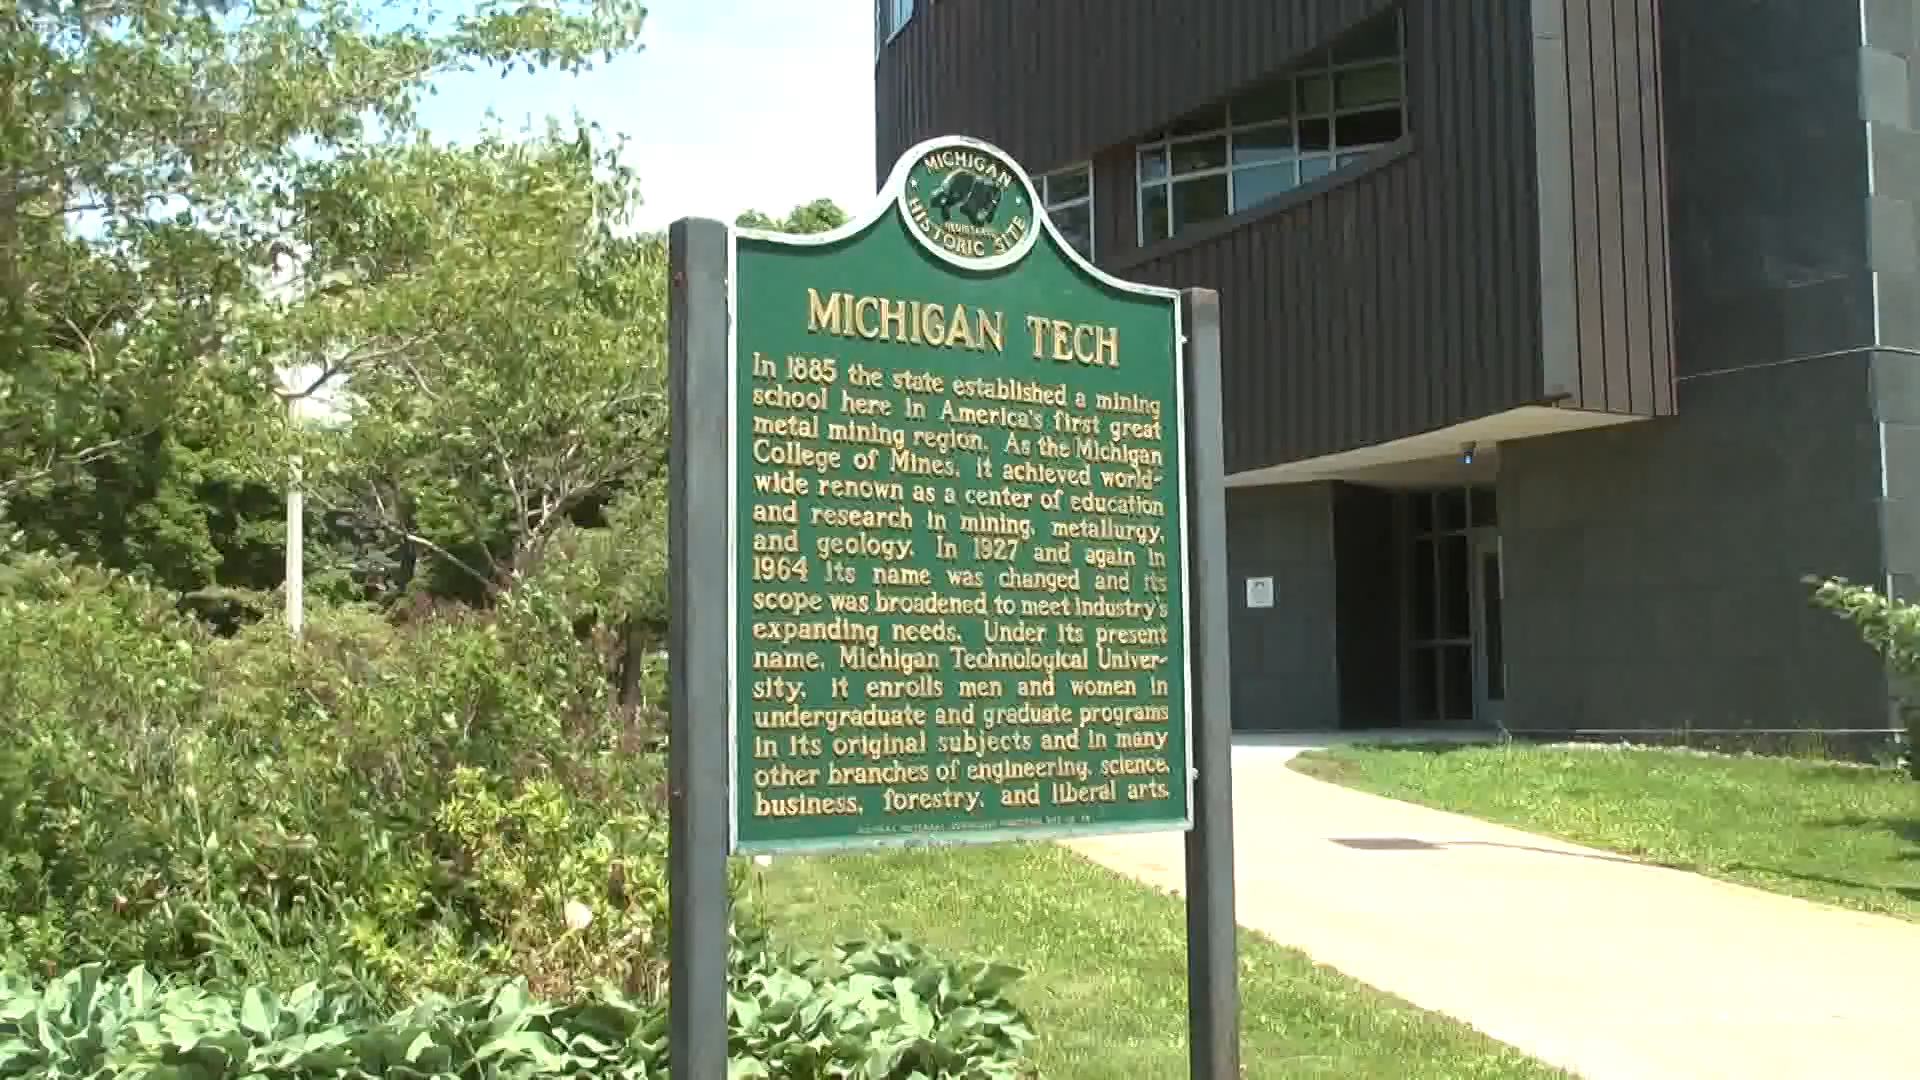 MICHIGAN
REGISTERED
HISTORIC SITE
MICHIGAN TECH
In 1885 the state established a mining
school here in America's first great
metal mining region. As the Michigan
College of Mines, it achieved world-
wide renown as a center of education
and research in mining, metallurgy,
and geology. In 1927 and again in
1964 its name was changed and its
scope was broadened to meet industry's
expanding needs. Under its present
name, Michigan Technological Univer-
sity, it enrolls men and women in
undergraduate and graduate programs
in its original subjects and in many
other branches of engineering, science,
business, forestry, and liberal arts.